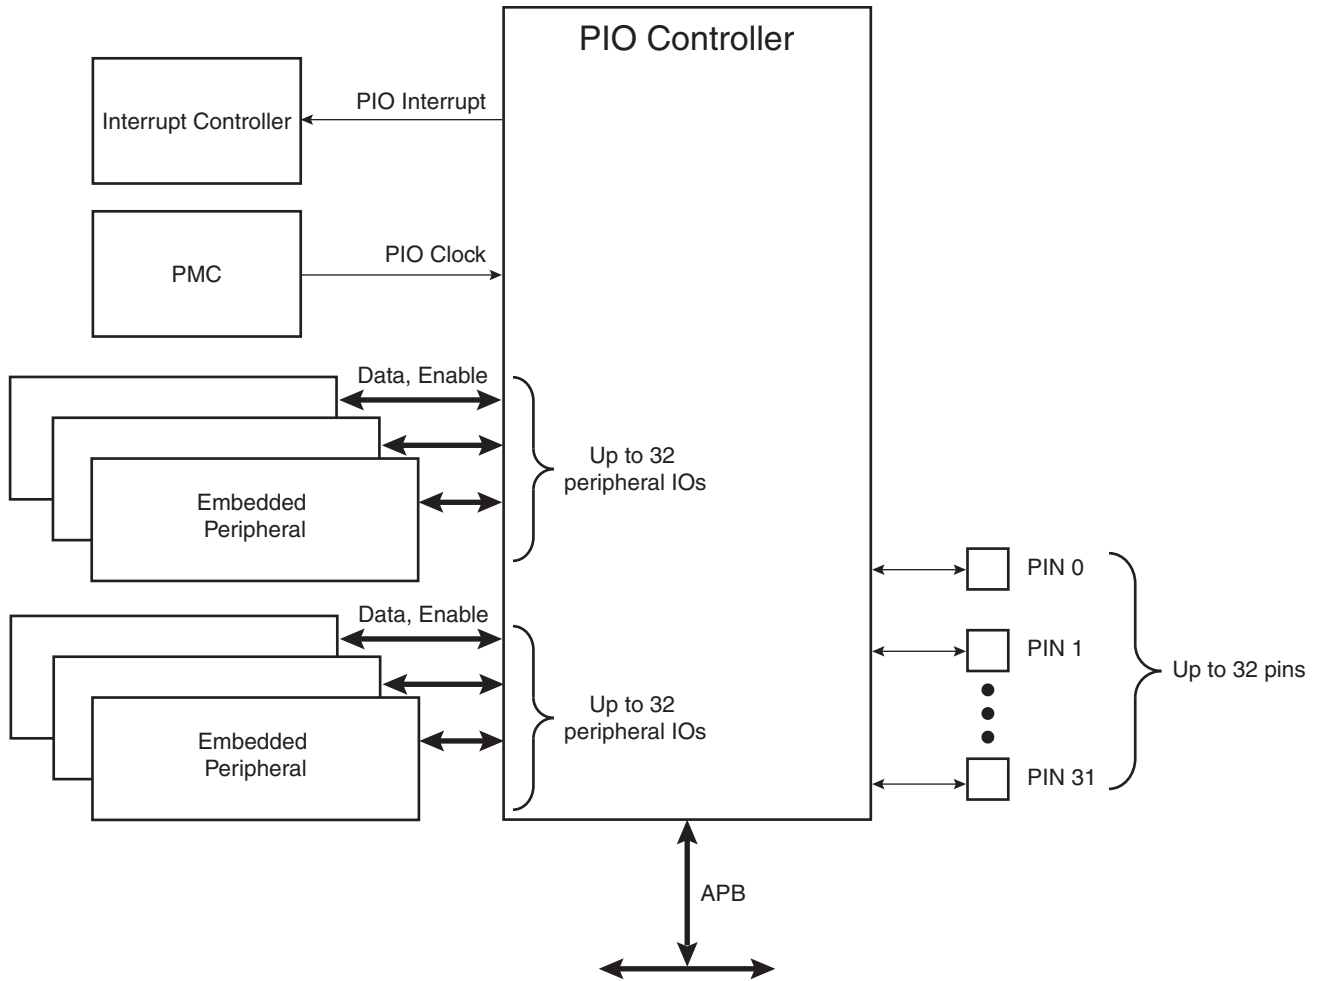 PIO Controller
PIO Interrupt
Interrupt Controller
PIO Clock
PMC
Data, Enable
Up to 32
peripheral IOs
Embedded
Peripheral
PIN 0
Data, Enable
PIN 1
Up to 32 pins
Up to 32
peripheral IOs
Embedded
Peripheral
PIN 31
APB